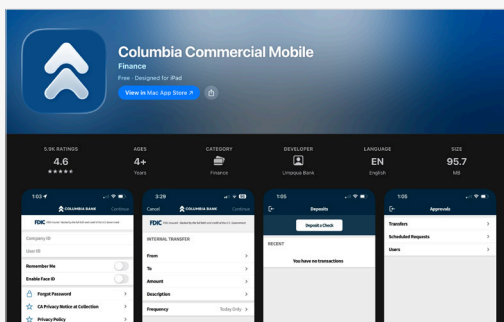 Columbia Commercial Mobile
Finance
Free · Designed for iPad
View in Mac App Store ↗
5.9K RATINGS
4.6
★★★★★
AGES
4+
Years
CATEGORY
Finance
DEVELOPER
Umpqua Bank
LANGUAGE
EN
English
SIZE
95.7
MB
1:03
COLUMBIA BANK
Continue
FDIC
Company ID
User ID
Remember Me
Enable Face ID
Forgot Password
CA Privacy Notice at Collection
Privacy Policy
3:29
Cancel
COLUMBIA BANK
Continue
FDIC
INTERNAL TRANSFER
From
To
Amount
Description
Frequency
Today Only
1:05
Deposits
Deposit a Check
RECENT
You have no transactions
1:05
Approvals
Transfers
Scheduled Requests
Users